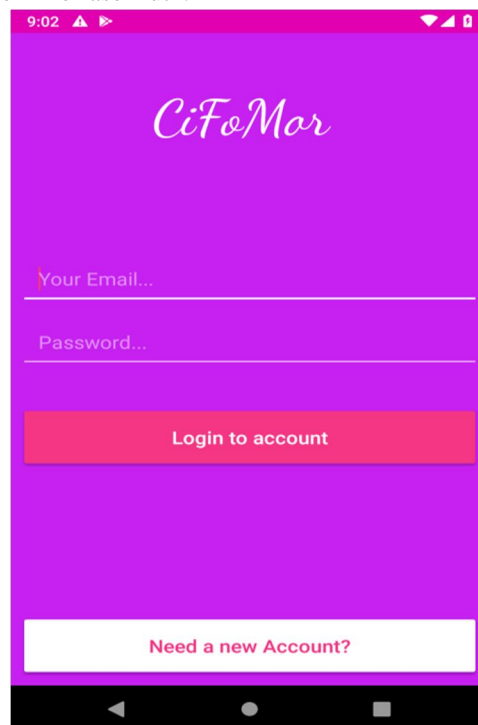 9:02
CiFoMor
Your Email...
Password...
Login to account
Need a new Account?